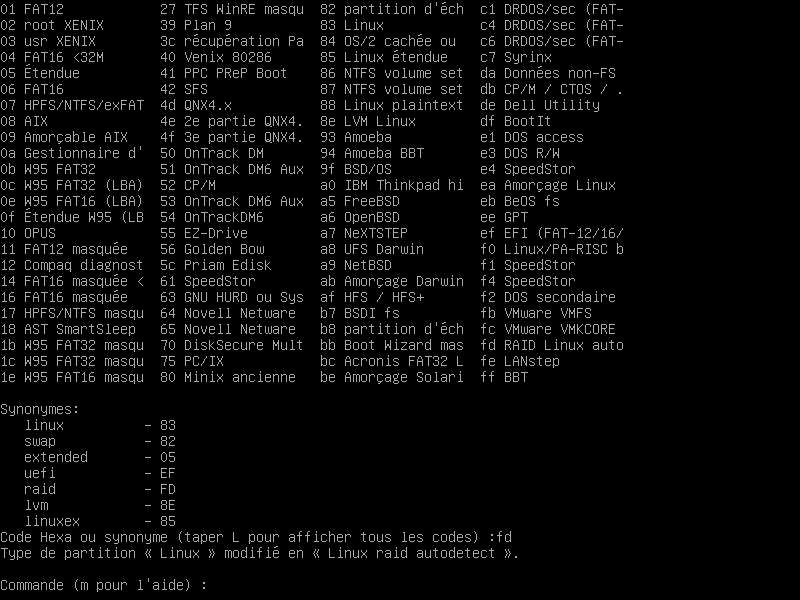 01 FAT12 27 TFS WinRE masqu 82 partition d'éch c1 DRDOS/sec (FAT-
02 root XENIX 39 Plan 9 83 Linux c4 DRDOS/sec (FAT-
03 usr XENIX 3c récupération Pa 84 OS/2 cachée ou c6 DRDOS/sec (FAT-
04 FAT16 <32M 40 Venix 80286 85 Linux étendue c7 Syrinx
05 Étendue 41 PPC PReP Boot 86 NTFS volume set da Données non-FS
06 FAT16 42 SFS 87 NTFS volume set db CP/M / CTOS / .
07 HPFS/NTFS/exFAT 4d QNX4.x 88 Linux plaintext de Dell Utility
08 AIX 4e 2e partie QNX4. 8e LVM Linux df BootIt
09 Amorçable AIX 4f 3e partie QNX4. 93 Amoeba e1 DOS access
0a Gestionnaire d' 50 OnTrack DM 94 Amoeba BBT e3 DOS R/W
0b W95 FAT32 51 OnTrack DM6 Aux 9f BSD/OS e4 SpeedStor
0c W95 FAT32 (LBA) 52 CP/M a0 IBM Thinkpad hi ea Amorçage Linux
0e W95 FAT16 (LBA) 53 OnTrack DM6 Aux a5 FreeBSD eb BeOS fs
0f Étendue W95 (LB 54 OnTrackDM6 a6 OpenBSD ee GPT
10 OPUS 55 EZ-Drive a7 NeXTSTEP ef EFI (FAT-12/16/
11 FAT12 masquée 56 Golden Bow a8 UFS Darwin f0 Linux/PA-RISC b
12 Compaq diagnost 5c Priam Edisk a9 NetBSD f1 SpeedStor
14 FAT16 masquée < 61 SpeedStor ab Amorçage Darwin f4 SpeedStor
16 FAT16 masquée 63 GNU HURD ou Sys af HFS / HFS+ f2 DOS secondaire
17 HPFS/NTFS masqu 64 Novell Netware b7 BSDI fs fb VMware VMFS
18 AST SmartSleep 65 Novell Netware b8 partition d'éch fc VMware VMKCORE
1b W95 FAT32 masqu 70 DiskSecure Mult bb Boot Wizard mas fd RAID Linux auto
1c W95 FAT32 masqu 75 PC/IX bc Acronis FAT32 L fe LANstep
1e W95 FAT16 masqu 80 Minix ancienne be Amorçage Solari ff BBT
Synonymes:
linux - 83
swap - 82
extended - 05
uefi - EF
raid - FD
lvm - 8E
linuxex - 85
Code Hexa ou synonyme (taper L pour afficher tous les codes) :fd
Type de partition « Linux » modifié en « Linux raid autodetect ».
Commande (m pour l'aide) :